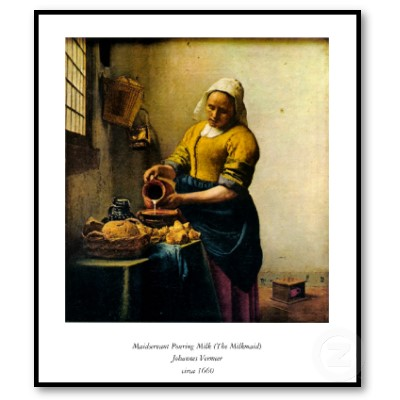 Maidservant Pouring Milk (The Milkmaid)
Johannes Vermeer
circa 1660